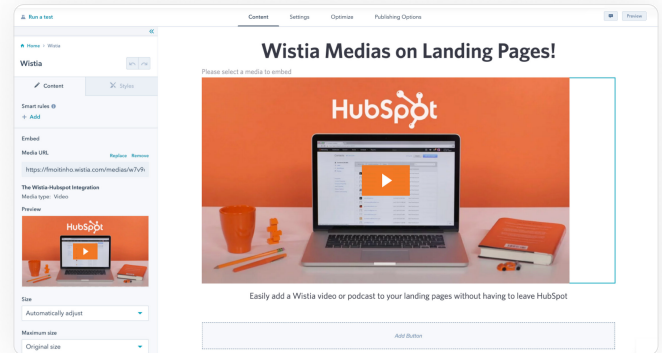 Run a test
Content
Settings
Optimize
Publishing Options
Preview
Home > Wistia
Wistia
Content
Styles
Smart rules
+ Add
Embed
Media URL
Replace Remove
https://fmoitinho.wistia.com/medias/w7v9
The Wistia-Hubspot Integration
Media type: Video
Preview
HubSpot
Size
Automatically adjust
Maximum size
Original size
Wistia Medias on Landing Pages!
Please select a media to embed
HubSpot
Easily add a Wistia video or podcast to your landing pages without having to leave HubSpot
Add Button